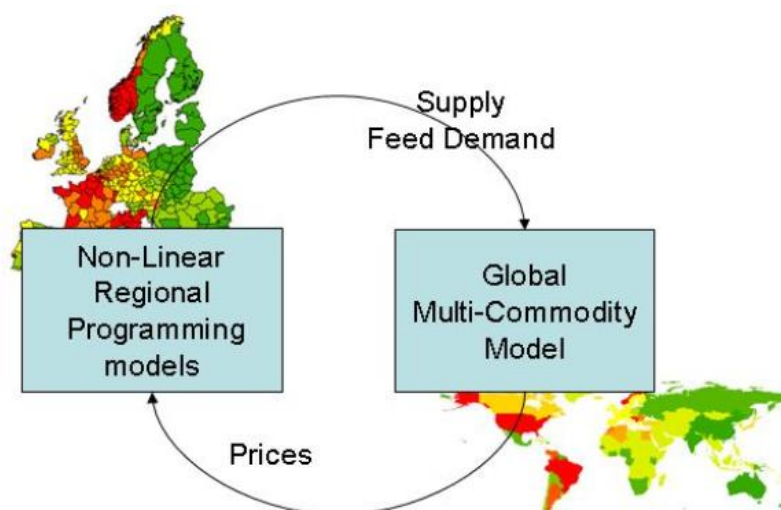 Supply
Feed Demand
Non-Linear
Regional
Programming
models
Global
Multi-Commodity
Model
Prices